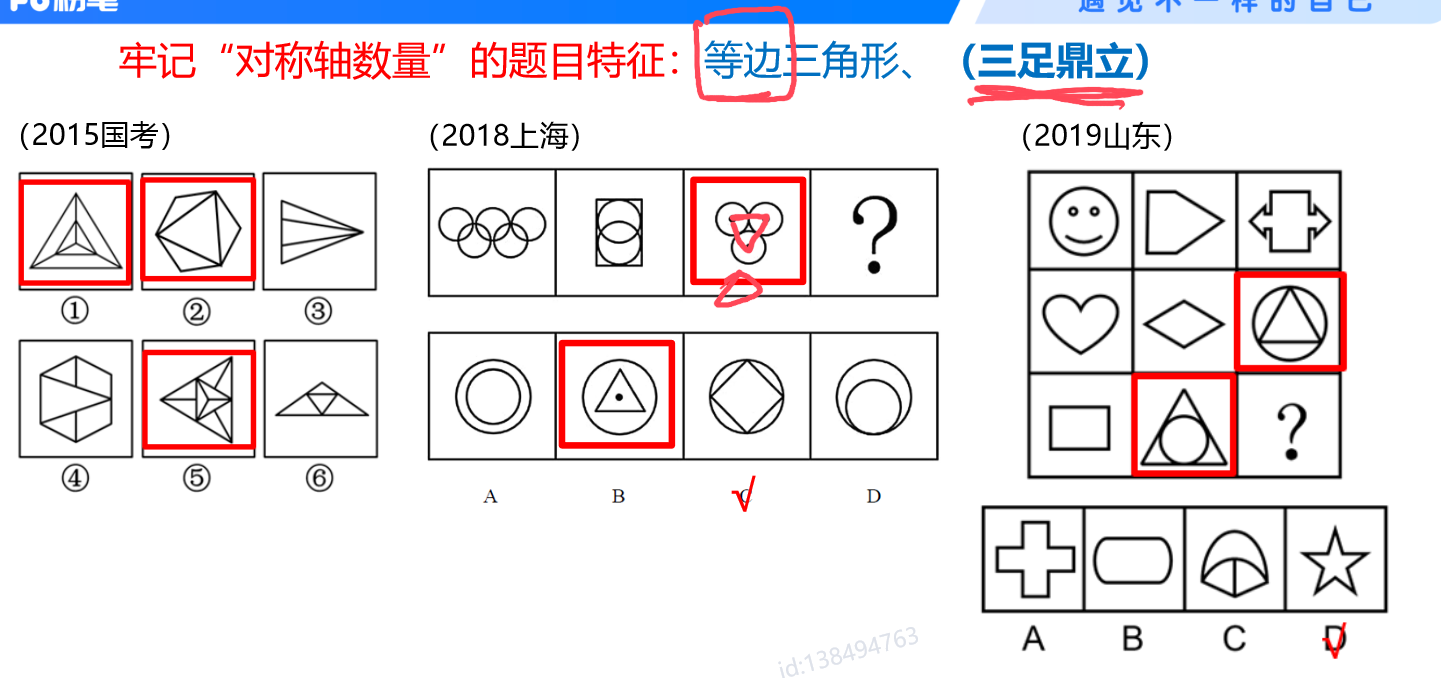 粉笔
遇见不一样的自己
牢记“对称轴数量”的题目特征：等边三角形、（三足鼎立）
（2015国考）
（2018上海）
（2019山东）
?
① ② ③
④ ⑤ ⑥
A B C D
?
A B C D
id:138494763